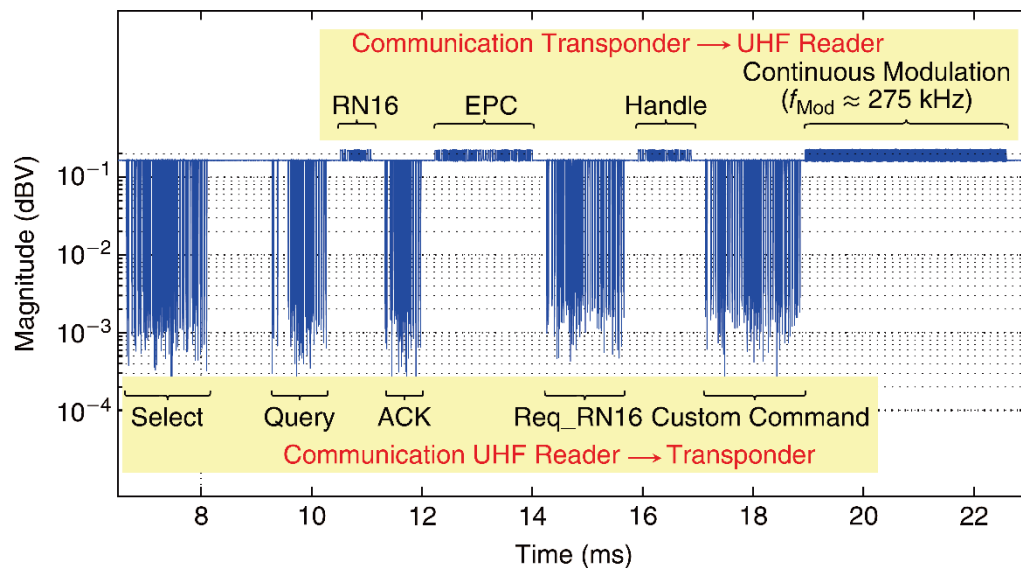 Communication Transponder → UHF Reader
Continuous Modulation
RN16 EPC Handle (fMod ≈ 275 kHz)
10⁻¹
10⁻²
10⁻³
10⁻⁴
Magnitude (dBV)
Select Query ACK Req_RN16 Custom Command
Communication UHF Reader → Transponder
8 10 12 14 16 18 20 22
Time (ms)